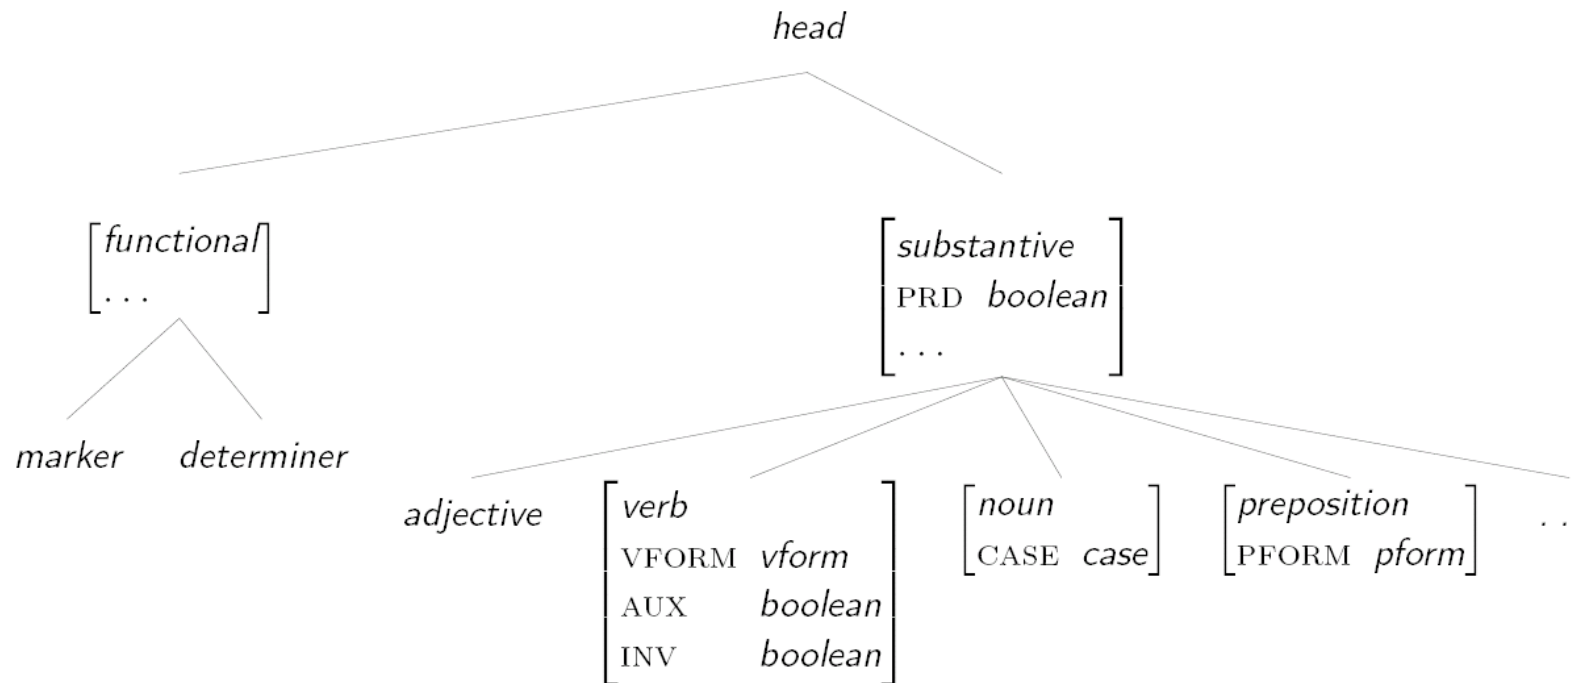 head
functional
. . .
substantive
PRD boolean
. . .
marker determiner
adjective
verb
VFORM vform
AUX boolean
INV boolean
noun
CASE case
preposition
PFORM pform
. .